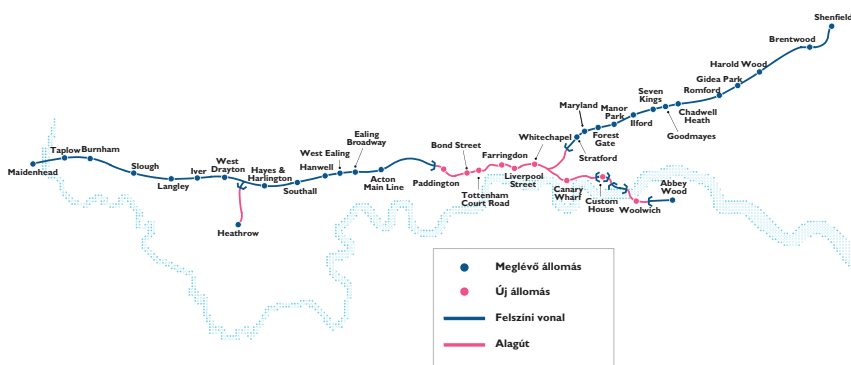 Maidenhead
Taplow
Burnham
Slough
Langley
Iver
West
Drayton
Heathrow
Hayes &
Harlington
Southall
Hanwell
West Ealing
Ealing
Broadway
Acton
Main Line
Paddington
Bond Street
Tottenham
Court Road
Farringdon
Liverpool
Street
Whitechapel
Canary
Wharf
Custom
House
Woolwich
Abbey
Wood
Stratford
Maryland
Forest
Gate
Manor
Park
Ilford
Seven
Kings
Goodmayes
Chadwell
Heath
Romford
Gidea Park
Harold Wood
Brentwood
Shenfield
Meglévő állomás
Új állomás
Felszíni vonal
Alagút